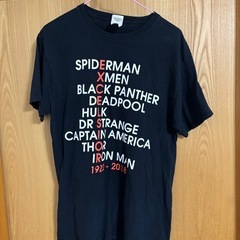 SPIDERMAN
XMEN
BLACK PANTHER
DEADPOOL
HULK
DR STRANGE
CAPTAIN AMERICA
THOR
IRON MAN